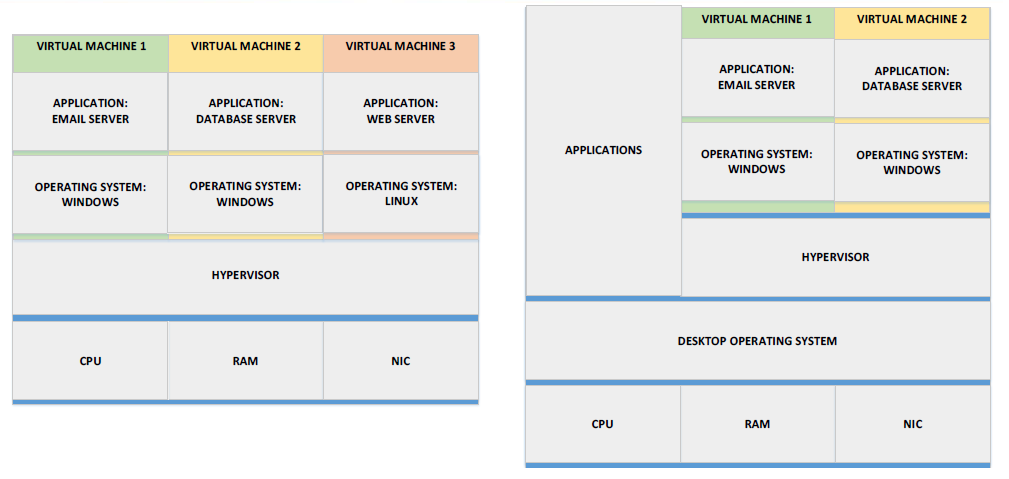 VIRTUAL MACHINE 1
VIRTUAL MACHINE 2
VIRTUAL MACHINE 3
APPLICATION:
EMAIL SERVER
APPLICATION:
DATABASE SERVER
APPLICATION:
WEB SERVER
OPERATING SYSTEM:
WINDOWS
OPERATING SYSTEM:
WINDOWS
OPERATING SYSTEM:
LINUX
HYPERVISOR
CPU
RAM
NIC
APPLICATIONS
VIRTUAL MACHINE 1
VIRTUAL MACHINE 2
APPLICATION:
EMAIL SERVER
APPLICATION:
DATABASE SERVER
OPERATING SYSTEM:
WINDOWS
OPERATING SYSTEM:
WINDOWS
HYPERVISOR
DESKTOP OPERATING SYSTEM
CPU
RAM
NIC